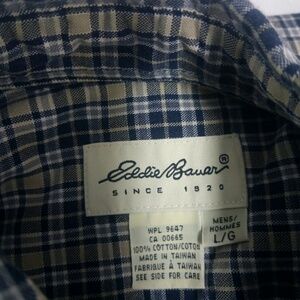 Eddie Bauer®
SINCE 1920
WPL 9647
CA 00665
100% COTTON/COTON
MADE IN TAIWAN
FABRIQUÉ À TAIWAN
SEE SIDE FOR CARE
MENS/
HOMMES
L/G